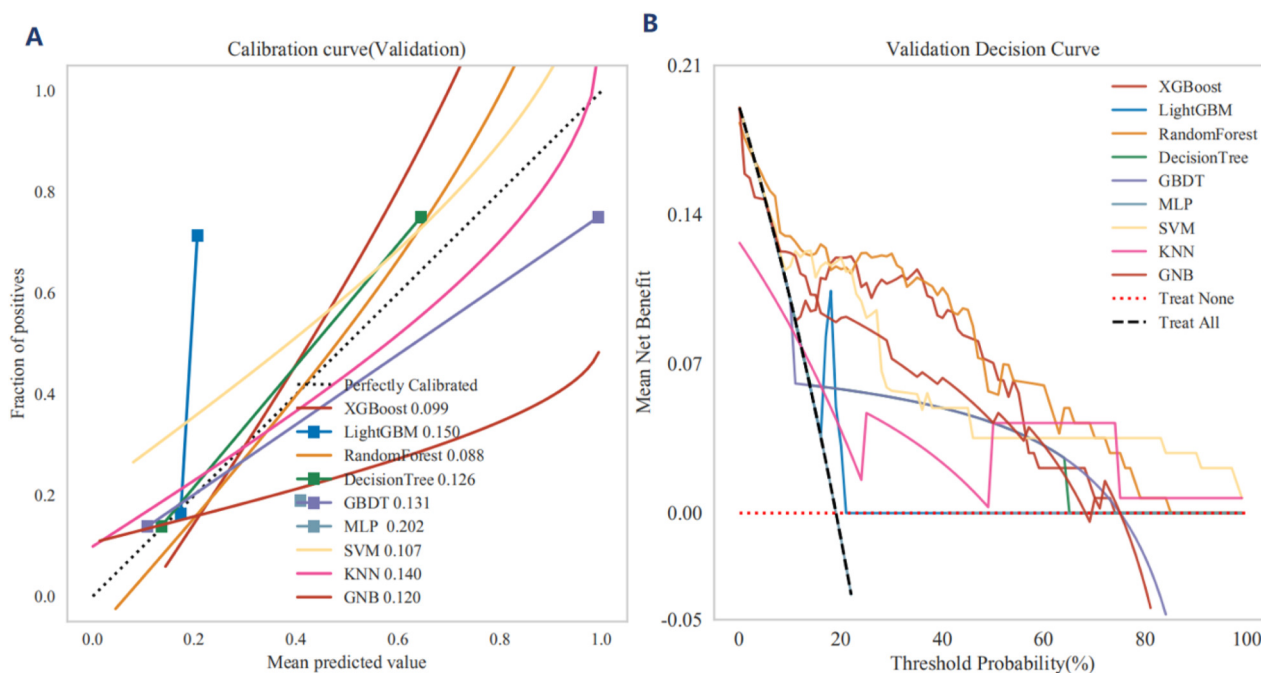 A
Calibration curve(Validation)
Fraction of positives
1.0
0.8
0.6
0.4
0.2
0.0
Perfectly Calibrated
XGBoost 0.099
LightGBM 0.150
RandomForest 0.088
DecisionTree 0.126
GBDT 0.131
MLP 0.202
SVM 0.107
KNN 0.140
GNB 0.120
0.0 0.2 0.4 0.6 0.8 1.0
Mean predicted value
B
Validation Decision Curve
Mean Net Benefit
0.21
0.14
0.07
0.00
-0.05
XGBoost
LightGBM
RandomForest
DecisionTree
GBDT
MLP
SVM
KNN
GNB
Treat None
Treat All
0 20 40 60 80 100
Threshold Probability(%)